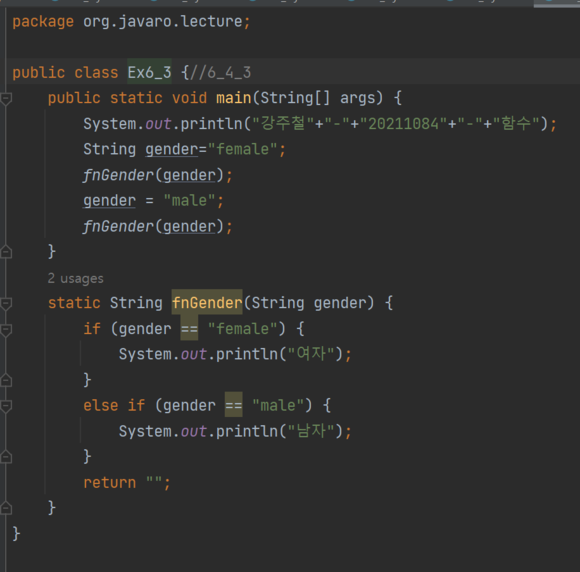 package org.javaro.lecture;
public class Ex6_3 {//6_4_3
public static void main(String[] args) {
System.out.println("강주철"+"-"+"20211084"+"-"+"함수");
String gender="female";
fnGender(gender);
gender = "male";
fnGender(gender);
}
2 usages
static String fnGender(String gender) {
if (gender == "female") {
System.out.println("여자");
}
else if (gender == "male") {
System.out.println("남자");
}
return "";
}
}